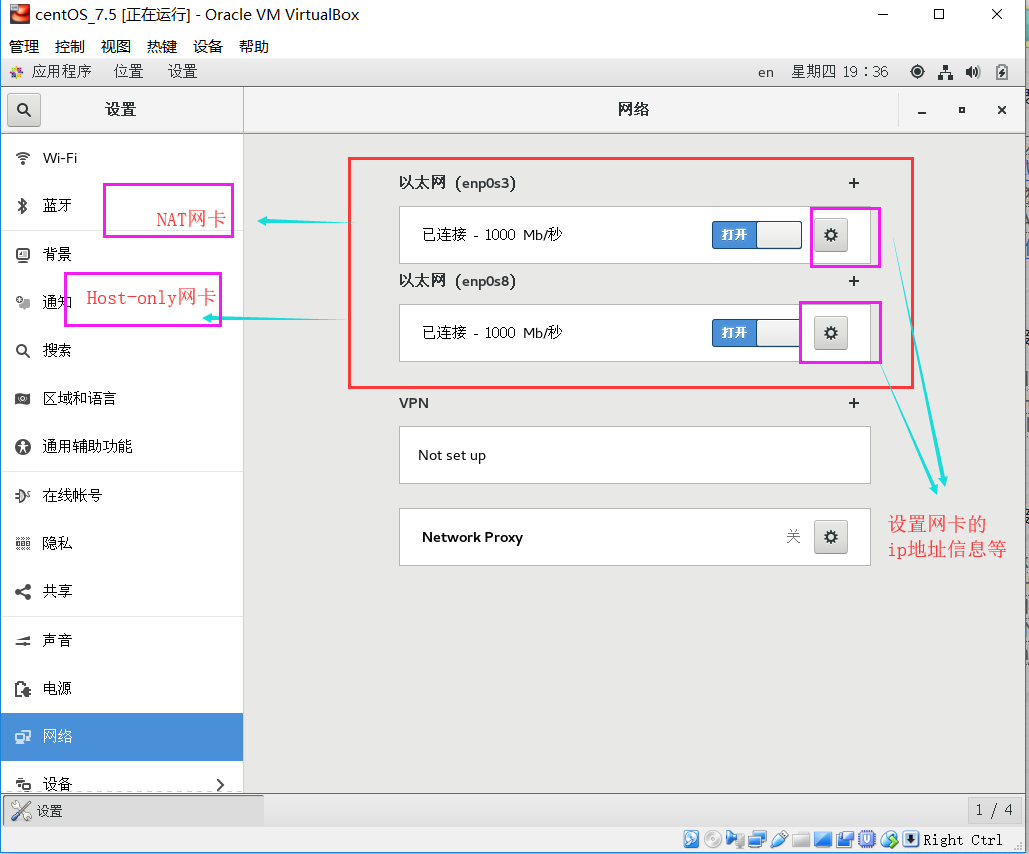 centOS_7.5 [正在运行] - Oracle VM VirtualBox
管理 控制 视图 热键 设备 帮助
应用程序 位置 设置 en 星期四 19：36
设置 网络
Wi-Fi
蓝牙
背景
通知
搜索
区域和语言
通用辅助功能
在线帐号
隐私
共享
声音
电源
网络
设备
NAT网卡
Host-only网卡
以太网 (enp0s3)
已连接 - 1000 Mb/秒 打开
以太网 (enp0s8)
已连接 - 1000 Mb/秒 打开
VPN
Not set up
Network Proxy 关
设置网卡的
ip地址信息等
设置 1 / 4
Right Ctrl